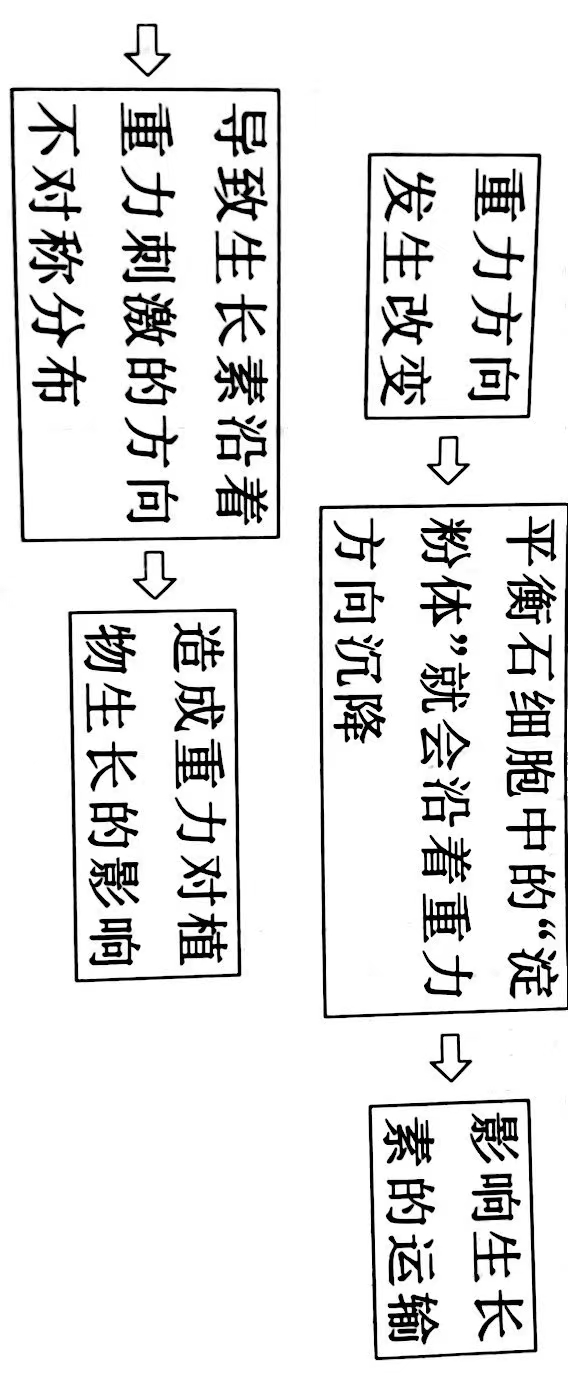 重力方向
发生改变
平衡石细胞中的“淀
粉体”就会沿着重力
方向沉降
影响生长
素的运输
导致生长素沿着
重力刺激的方向
不对称分布
造成重力对植
物生长的影响